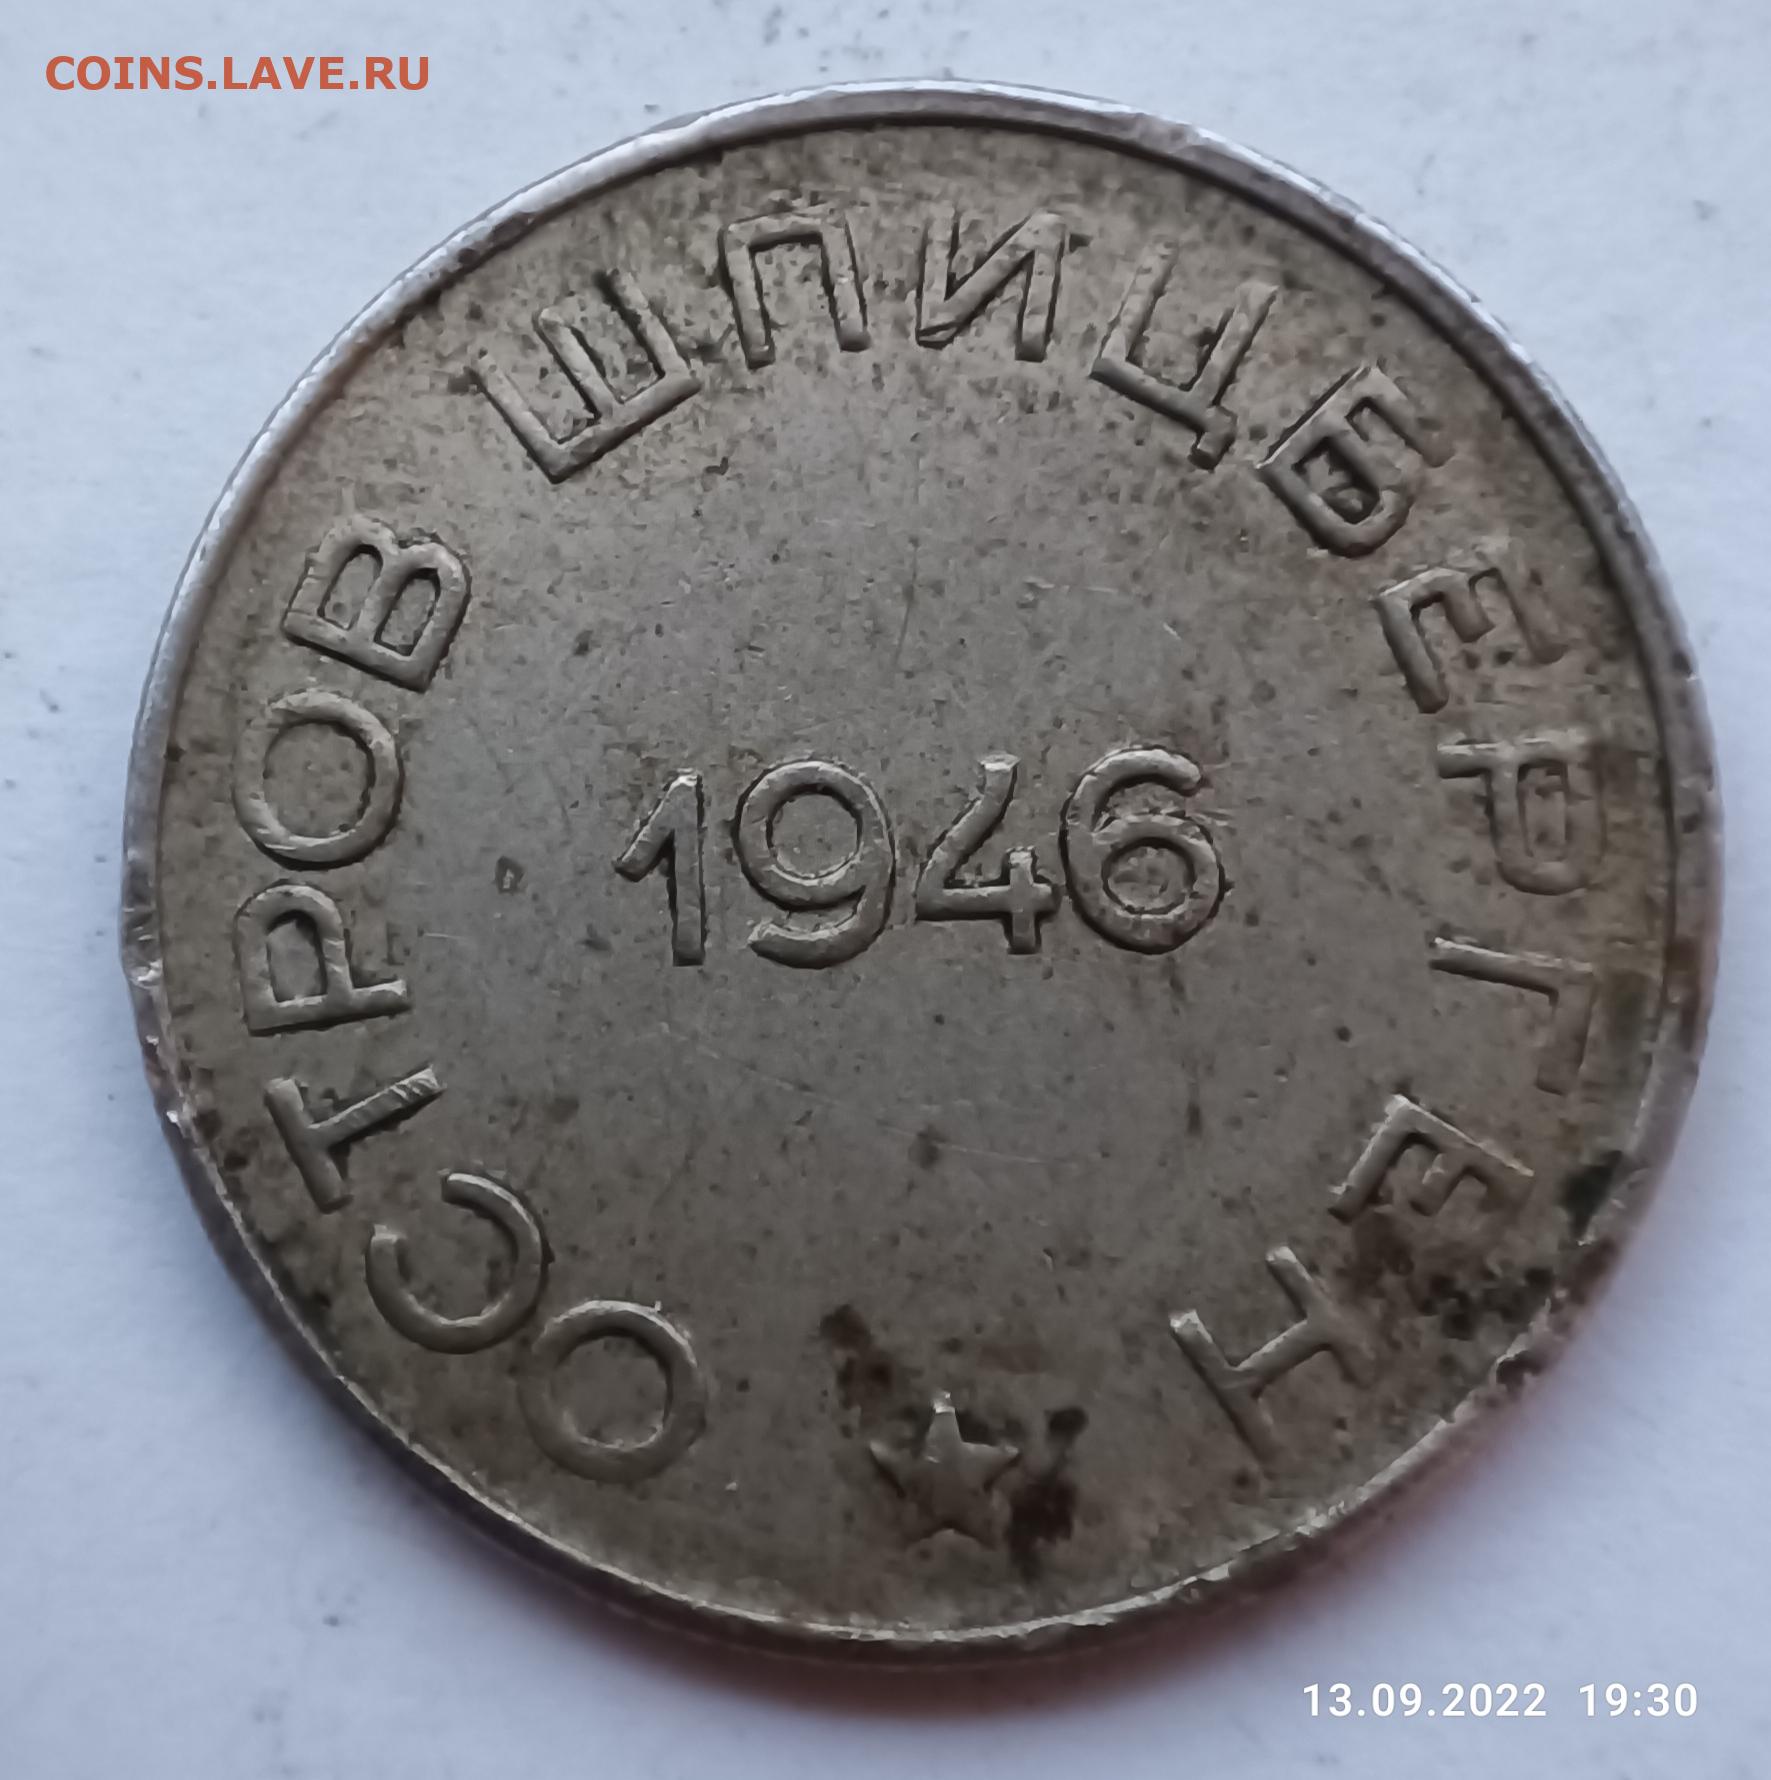 COINS.LAVE.RU
ОСТРОВ ШПИЦБЕРГЕН
1946
13.09.2022 19:30